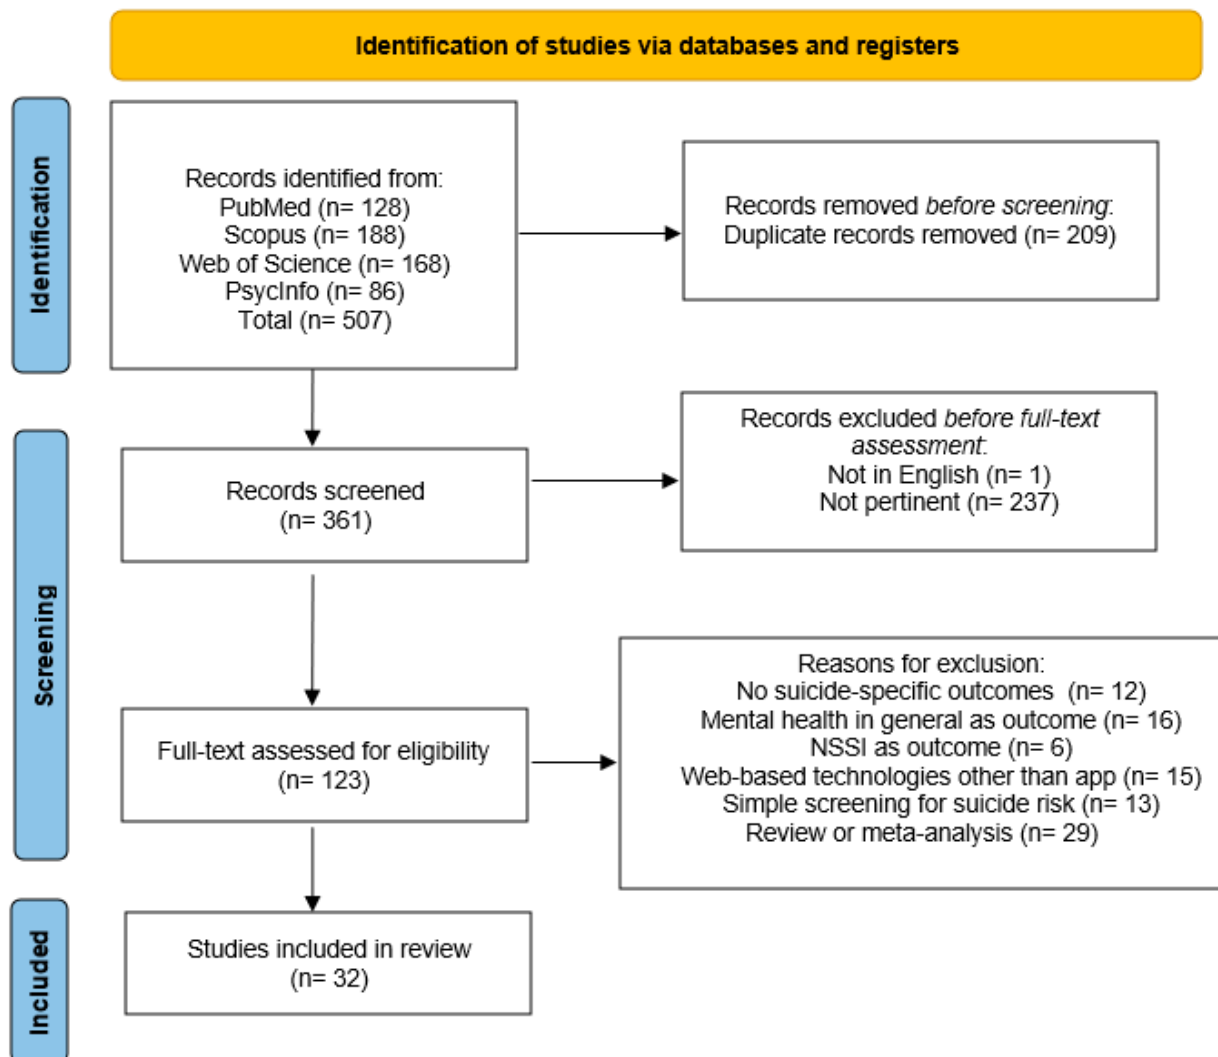 Identification of studies via databases and registers
Identification
Records identified from:
PubMed (n= 128)
Scopus (n= 188)
Web of Science (n= 168)
PsycInfo (n= 86)
Total (n= 507)
Records removed before screening:
Duplicate records removed (n= 209)
Screening
Records screened
(n= 361)
Records excluded before full-text
assessment:
Not in English (n= 1)
Not pertinent (n= 237)
Full-text assessed for eligibility
(n= 123)
Reasons for exclusion:
No suicide-specific outcomes (n= 12)
Mental health in general as outcome (n= 16)
NSSI as outcome (n= 6)
Web-based technologies other than app (n= 15)
Simple screening for suicide risk (n= 13)
Review or meta-analysis (n= 29)
Included
Studies included in review
(n= 32)